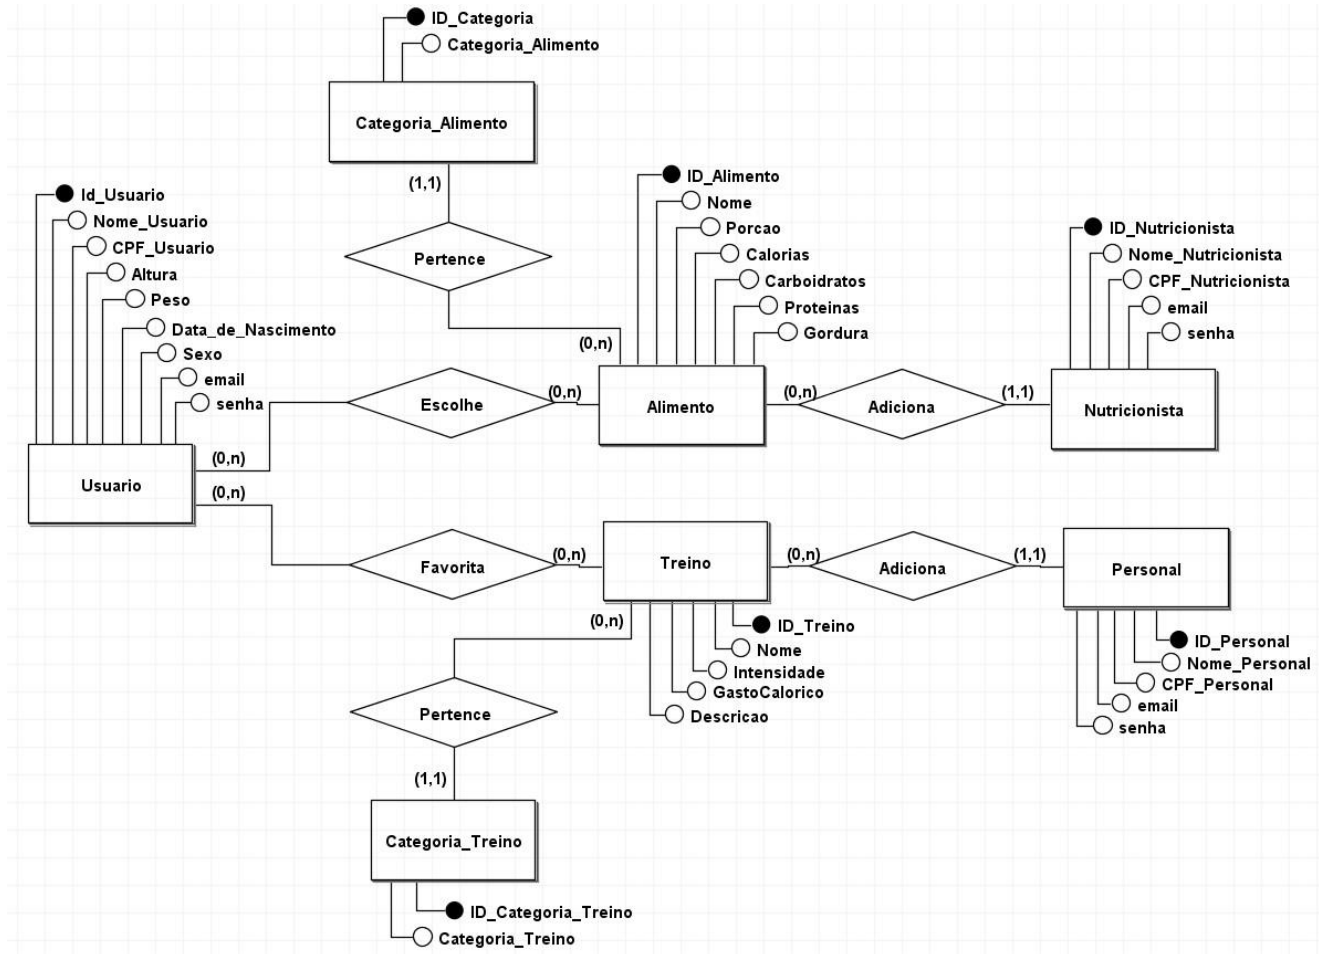 ID_Categoria
Categoria_Alimento
Categoria_Alimento
(1,1)
Pertence
(0,n)
Id_Usuario
Nome_Usuario
CPF_Usuario
Altura
Peso
Data_de_Nascimento
Sexo
email
senha
Usuario
(0,n)
(0,n)
Escolhe
(0,n)
ID_Alimento
Nome
Porcao
Calorias
Carboidratos
Proteinas
Gordura
Alimento
(0,n)
Adiciona
(1,1)
ID_Nutricionista
Nome_Nutricionista
CPF_Nutricionista
email
senha
Nutricionista
Favorita
(0,n)
Treino
(0,n)
Adiciona
(1,1)
Personal
(0,n)
ID_Treino
Nome
Intensidade
GastoCalorico
Descricao
ID_Personal
Nome_Personal
CPF_Personal
email
senha
Pertence
(1,1)
Categoria_Treino
ID_Categoria_Treino
Categoria_Treino